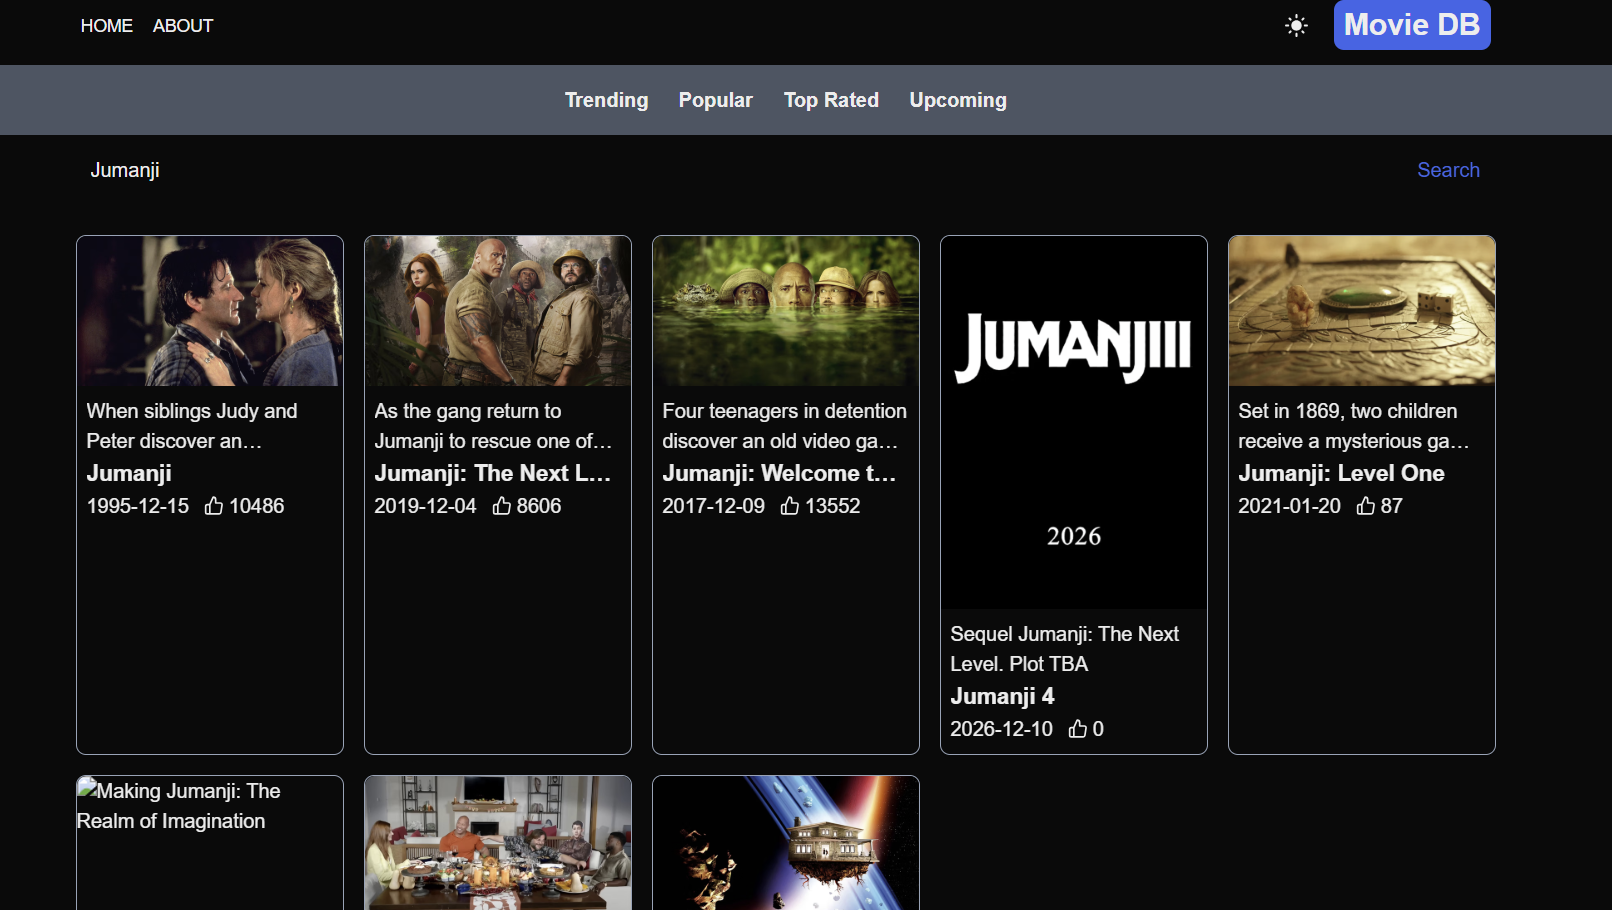 HOME ABOUT Movie DB
Trending Popular Top Rated Upcoming
Jumanji Search
When siblings Judy and
Peter discover an…
Jumanji
1995-12-15 10486
As the gang return to
Jumanji to rescue one of…
Jumanji: The Next L…
2019-12-04 8606
Four teenagers in detention
discover an old video ga…
Jumanji: Welcome t…
2017-12-09 13552
JUMANJIII
2026
Sequel Jumanji: The Next
Level. Plot TBA
Jumanji 4
2026-12-10 0
Set in 1869, two children
receive a mysterious ga…
Jumanji: Level One
2021-01-20 87
Making Jumanji: The
Realm of Imagination